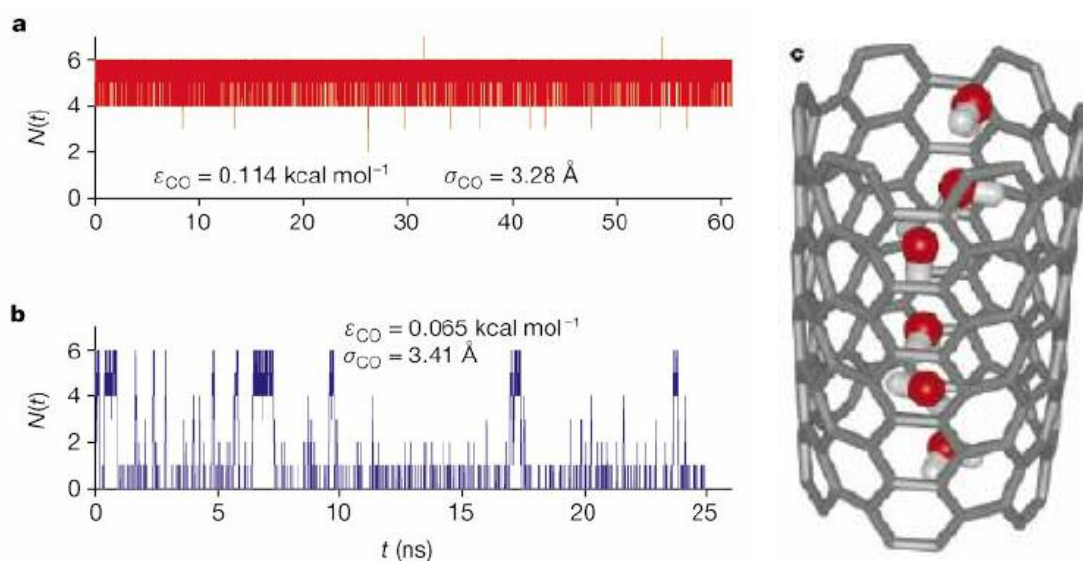 a
N(t)
6
4
2
0
ε_CO = 0.114 kcal mol⁻¹ σ_CO = 3.28 Å
0 10 20 30 40 50 60
b
N(t)
6
4
2
0
ε_CO = 0.065 kcal mol⁻¹
σ_CO = 3.41 Å
0 5 10 15 20 25
t (ns)
c